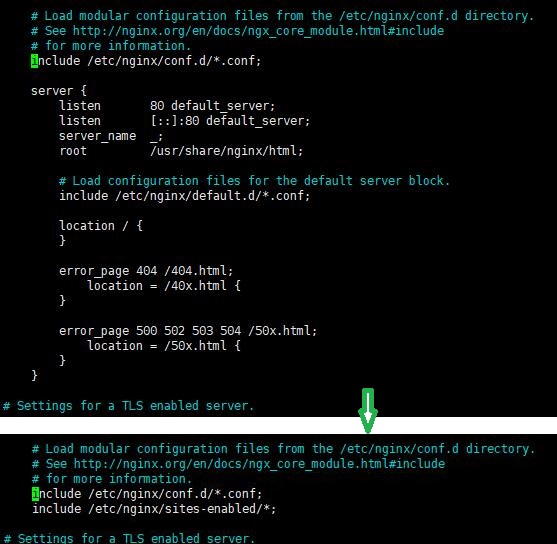 # Load modular configuration files from the /etc/nginx/conf.d directory.
# See http://nginx.org/en/docs/ngx_core_module.html#include
# for more information.
include /etc/nginx/conf.d/*.conf;
server {
listen 80 default_server;
listen [::]:80 default_server;
server_name _;
root /usr/share/nginx/html;
# Load configuration files for the default server block.
include /etc/nginx/default.d/*.conf;
location / {
}
error_page 404 /404.html;
location = /40x.html {
}
error_page 500 502 503 504 /50x.html;
location = /50x.html {
}
}
# Settings for a TLS enabled server.
# Load modular configuration files from the /etc/nginx/conf.d directory.
# See http://nginx.org/en/docs/ngx_core_module.html#include
# for more information.
include /etc/nginx/conf.d/*.conf;
include /etc/nginx/sites-enabled/*;
# Settings for a TLS enabled server.